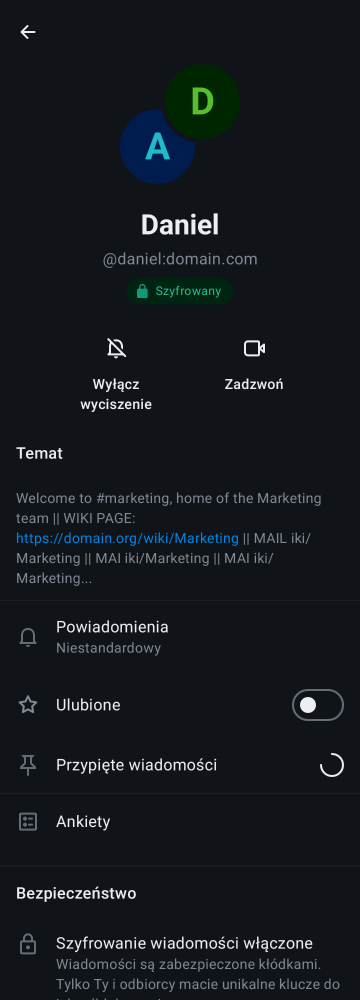 D
A
Daniel
@daniel:domain.com
Szyfrowany
Wyłącz
wyciszenie
Zadzwoń
Temat
Welcome to #marketing, home of the Marketing
team || WIKI PAGE:
https://domain.org/wiki/Marketing || MAIL iki/
Marketing || MAI iki/Marketing || MAI iki/
Marketing...
Powiadomienia
Niestandardowy
Ulubione
Przypięte wiadomości
Ankiety
Bezpieczeństwo
Szyfrowanie wiadomości włączone
Wiadomości są zabezpieczone kłódkami.
Tylko Ty i odbiorcy macie unikalne klucze do